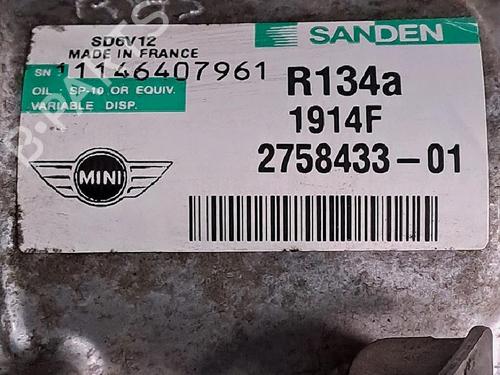 SD6V12
MADE IN FRANCE
SN 11146407961
OIL : SP-10 OR EQUIV.
VARIABLE DISP.
SANDEN
R134a
1914F
2758433-01
MINI
B-PARTS